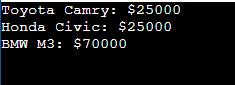 Toyota Camry: $25000
Honda Civic: $25000
BMW M3: $70000